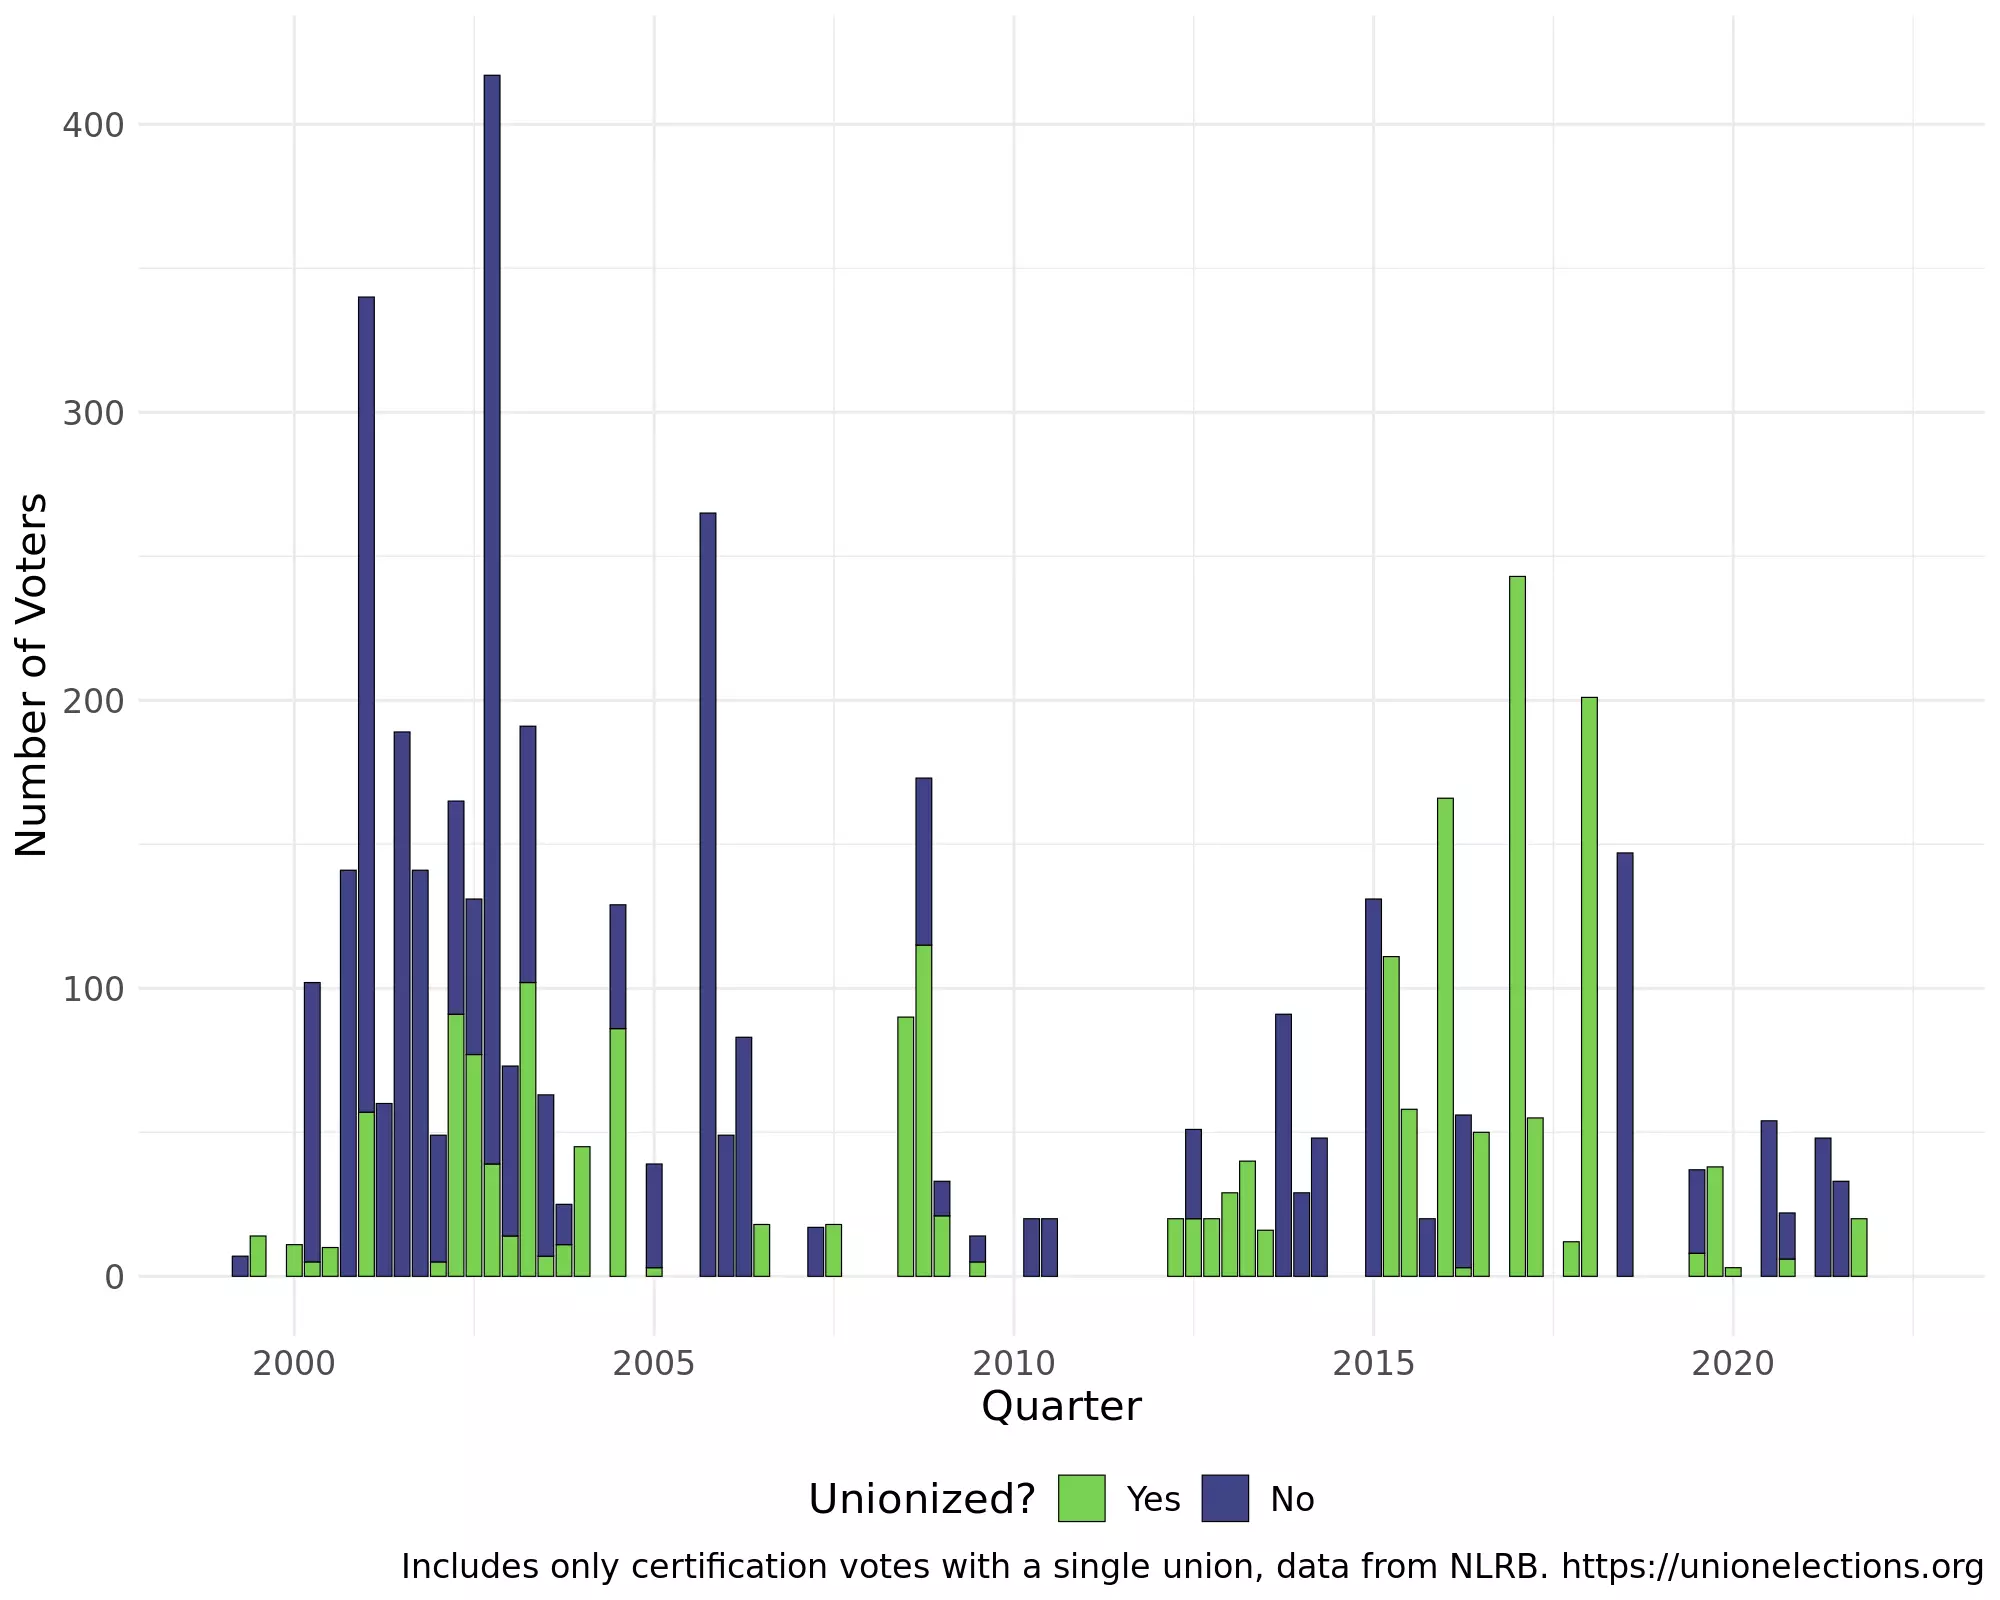 400
300
200
100
0
Number of Voters
2000 2005 2010 2015 2020
Quarter
Unionized? Yes No
Includes only certification votes with a single union, data from NLRB. https://unionelections.org